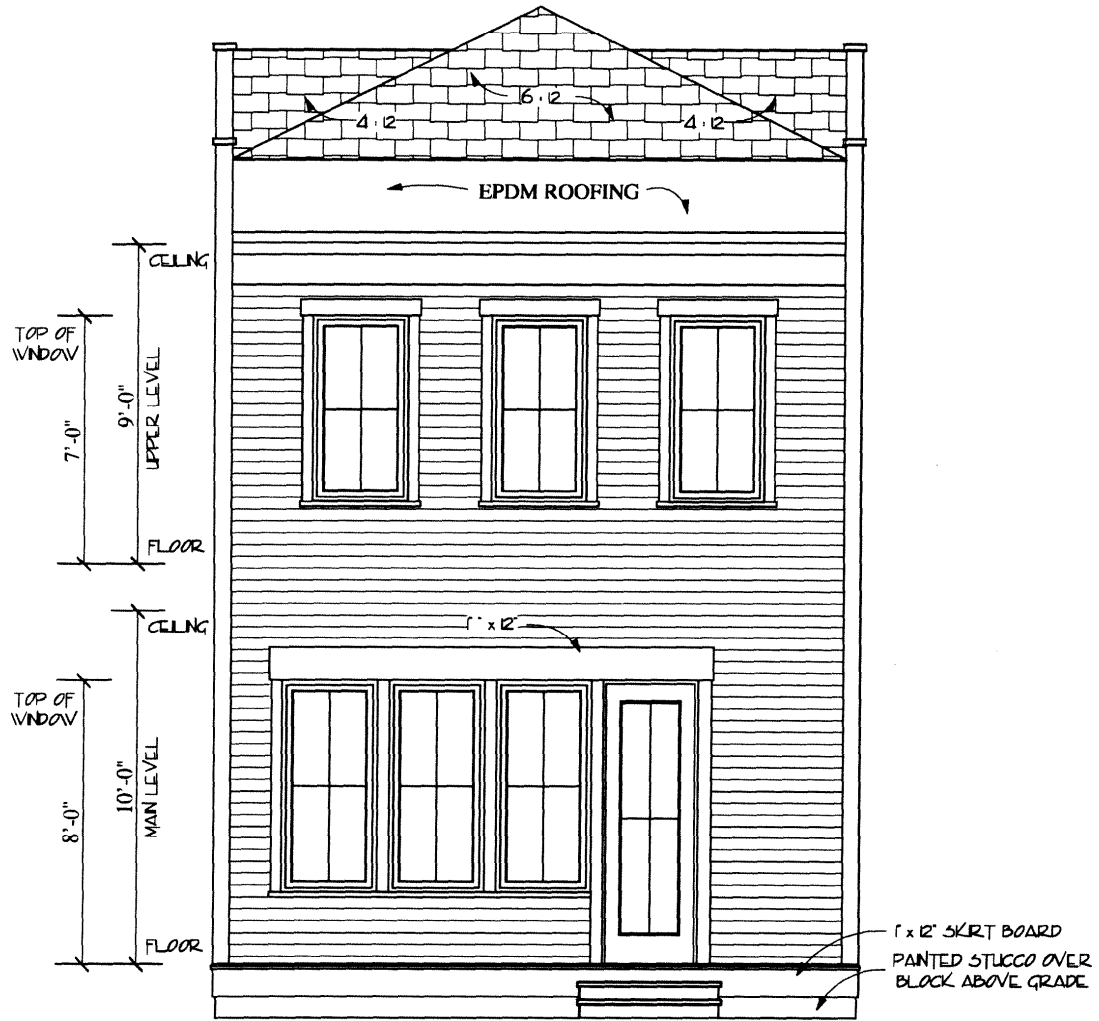 6:12
4:12
4:12
EPDM ROOFING
CEILING
TOP OF
WINDOW
7'-0"
9'-0"
UPPER LEVEL
FLOOR
CEILING
1" x 12"
TOP OF
WINDOW
8'-0"
10'-0"
MAIN LEVEL
FLOOR
1" x 12" SKIRT BOARD
PAINTED STUCCO OVER
BLOCK ABOVE GRADE